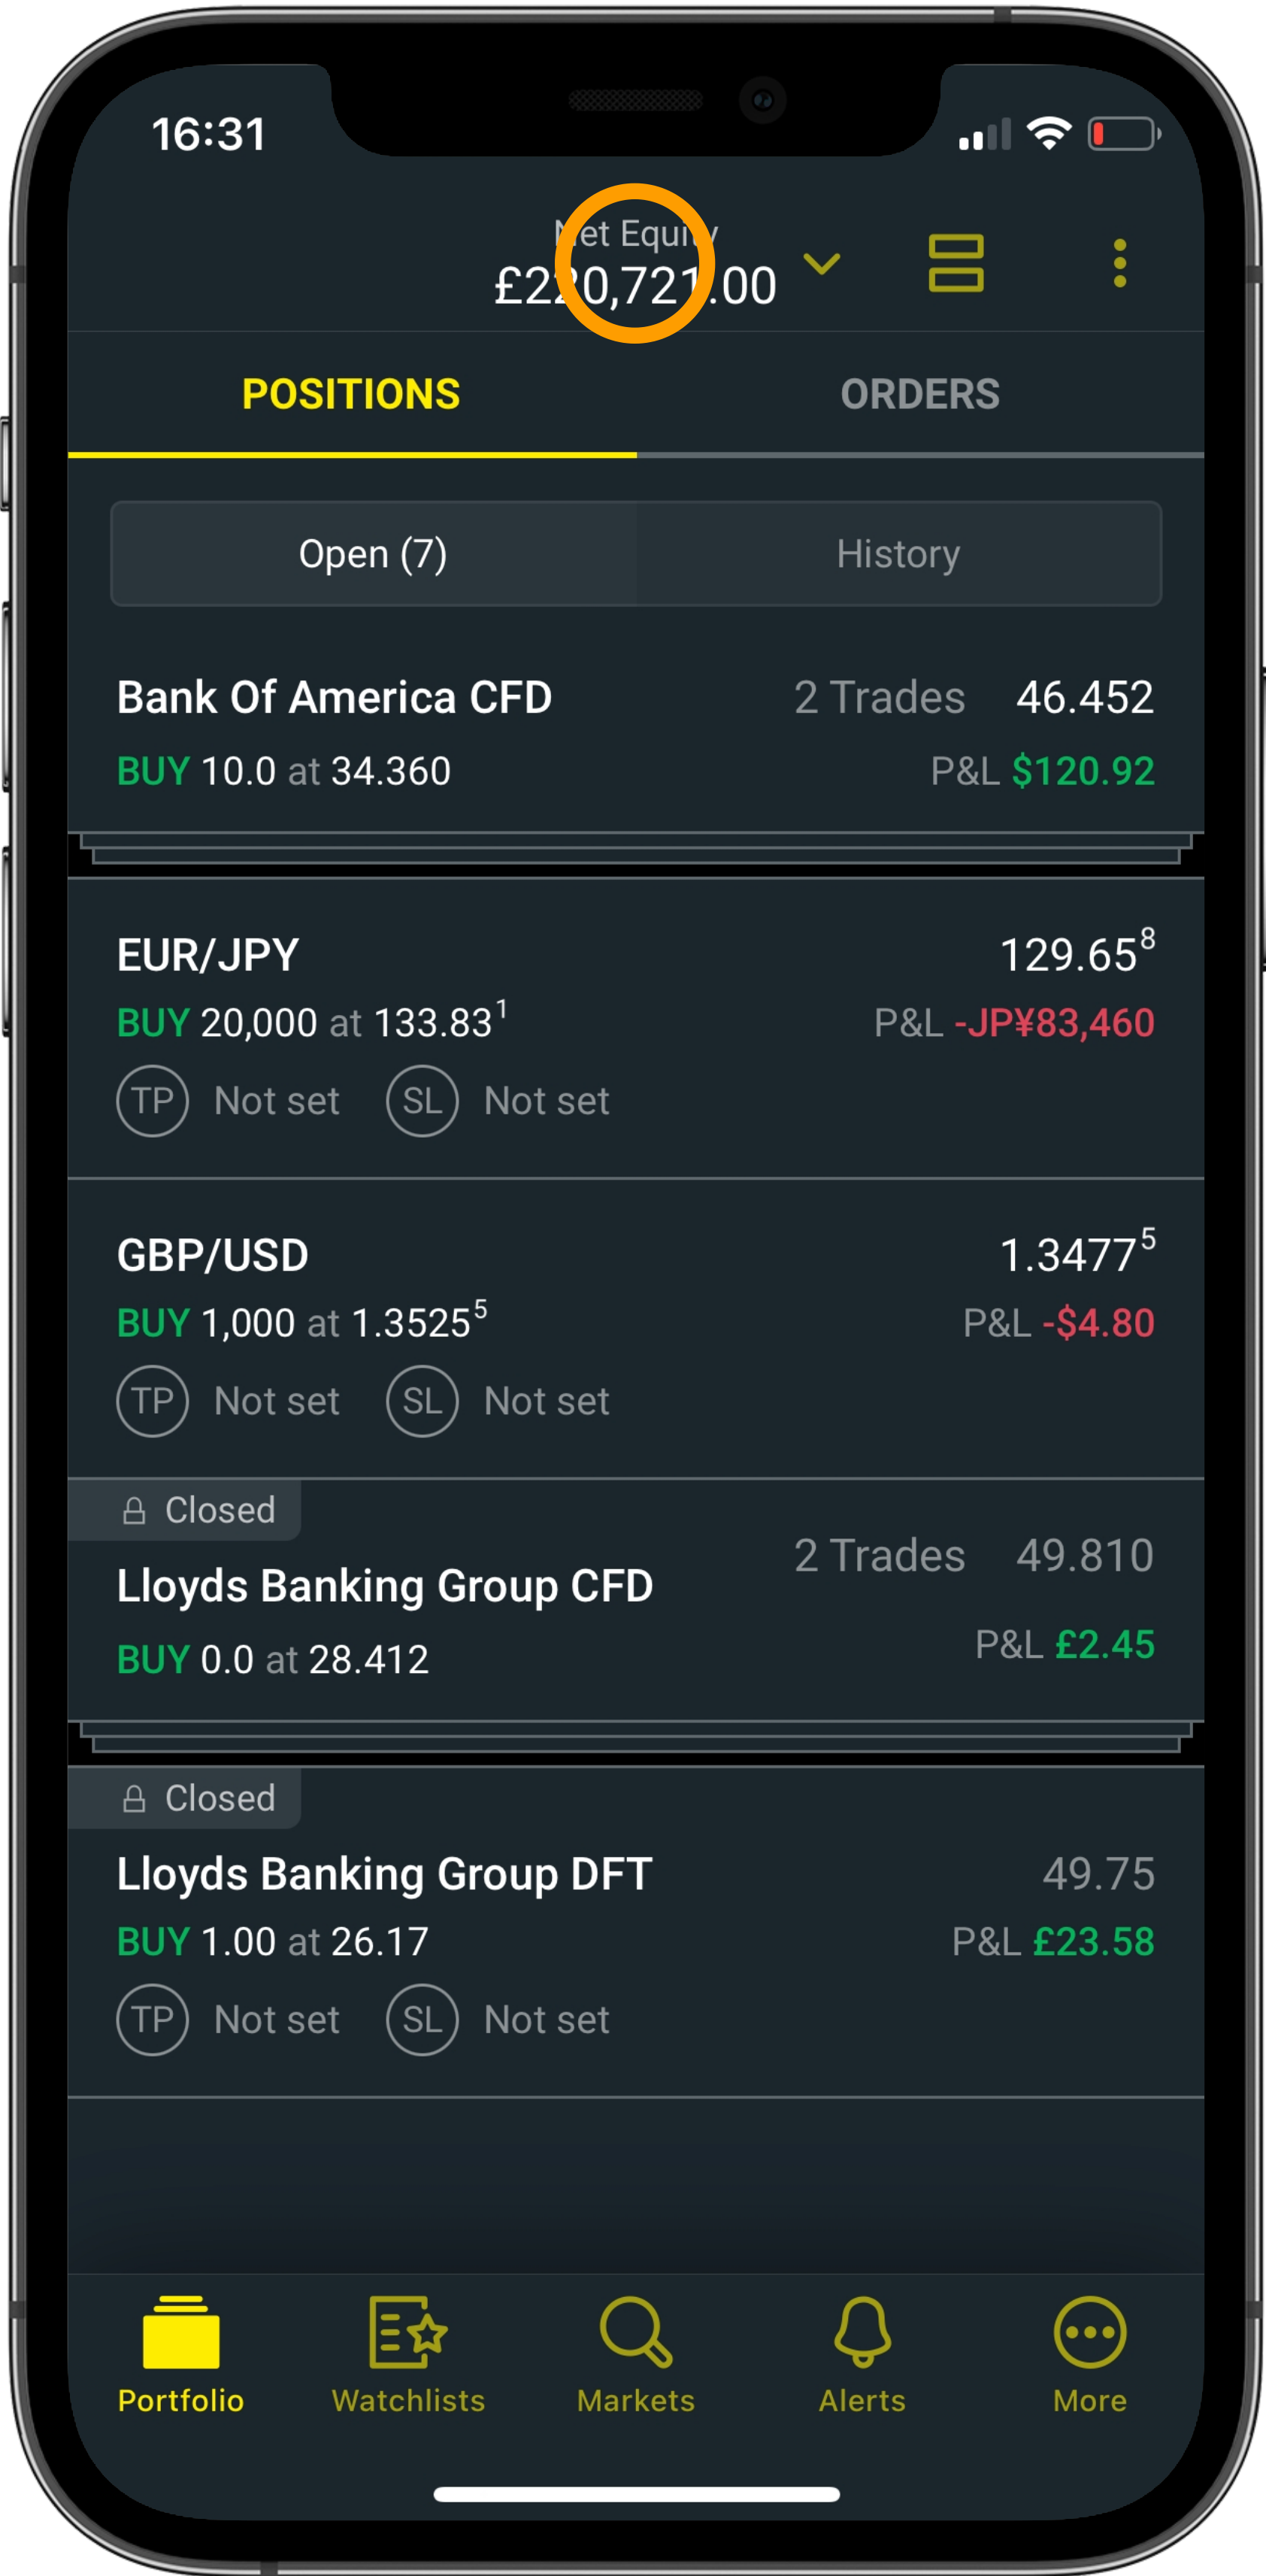 16:31
Net Equity
£220,721.00
POSITIONS ORDERS
Open (7) History
Bank Of America CFD 2 Trades 46.452
BUY 10.0 at 34.360 P&L $120.92
EUR/JPY 129.65⁸
BUY 20,000 at 133.83¹ P&L -JP¥83,460
TP Not set SL Not set
GBP/USD 1.3477⁵
BUY 1,000 at 1.3525⁵ P&L -$4.80
TP Not set SL Not set
Closed
Lloyds Banking Group CFD 2 Trades 49.810
BUY 0.0 at 28.412 P&L £2.45
Closed
Lloyds Banking Group DFT 49.75
BUY 1.00 at 26.17 P&L £23.58
TP Not set SL Not set
Portfolio Watchlists Markets Alerts More